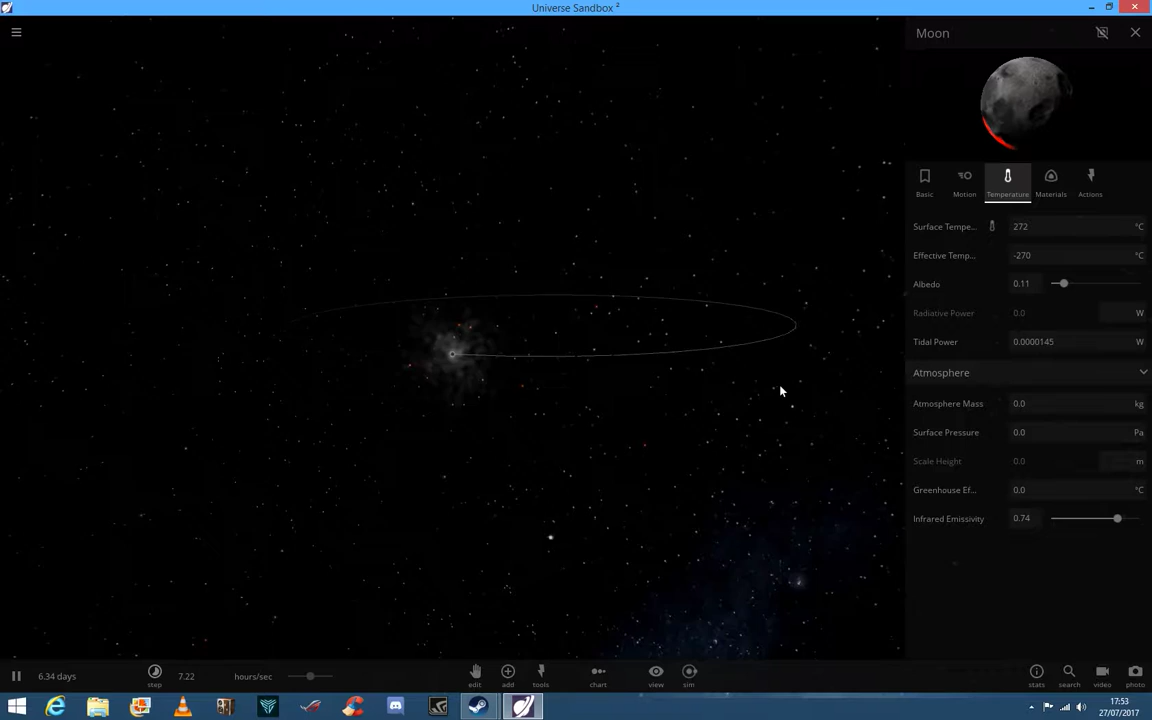 Universe Sandbox ²
Moon
Basic
Motion
Temperature
Materials
Actions
Surface Tempe... 272 °C
Effective Temp... -270 °C
Albedo 0.11
Radiative Power 0.0 W
Tidal Power 0.0000145 W
Atmosphere
Atmosphere Mass 0.0 kg
Surface Pressure 0.0 Pa
Scale Height 0.0 m
Greenhouse Ef... 0.0 °C
Infrared Emissivity 0.74
6.34 days
step
7.22 hours/sec
edit
add
tools
chart
view
sim
stats
search
video
photo
17:53
27/07/2017